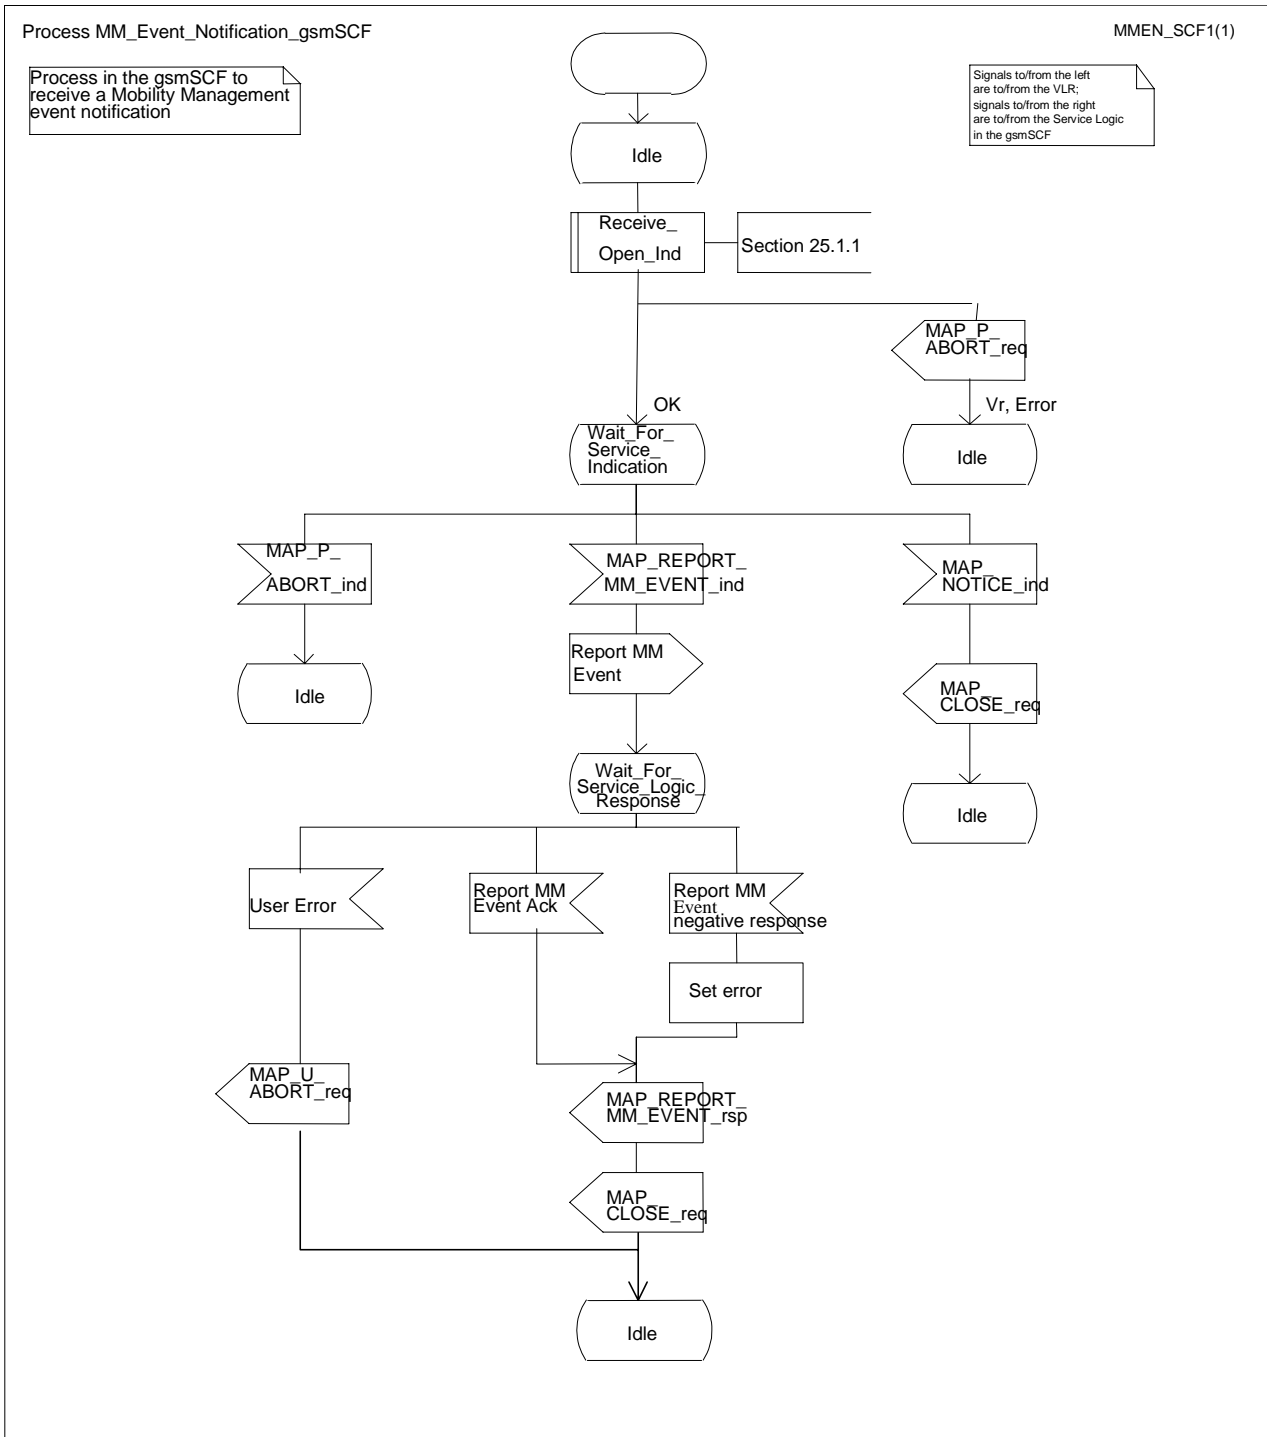 Process MM_Event_Notification_gsmSCF
MMEN_SCF1(1)
Process in the gsmSCF to
receive a Mobility Management
event notification
Signals to/from the left
are to/from the VLR;
signals to/from the right
are to/from the Service Logic
in the gsmSCF
Idle
Receive_
Open_Ind
Section 25.1.1
MAP_P_
ABORT_req
OK
Vr, Error
Wait_For_
Service_
Indication
Idle
MAP_P_
ABORT_ind
MAP_REPORT_
MM_EVENT_ind
MAP_
NOTICE_ind
Report MM
Event
Idle
MAP_
CLOSE_req
Wait_For_
Service_Logic_
Response
Idle
User Error
Report MM
Event Ack
Report MM
Event
negative response
Set error
MAP_U_
ABORT_req
MAP_REPORT_
MM_EVENT_rsp
MAP_
CLOSE_req
Idle